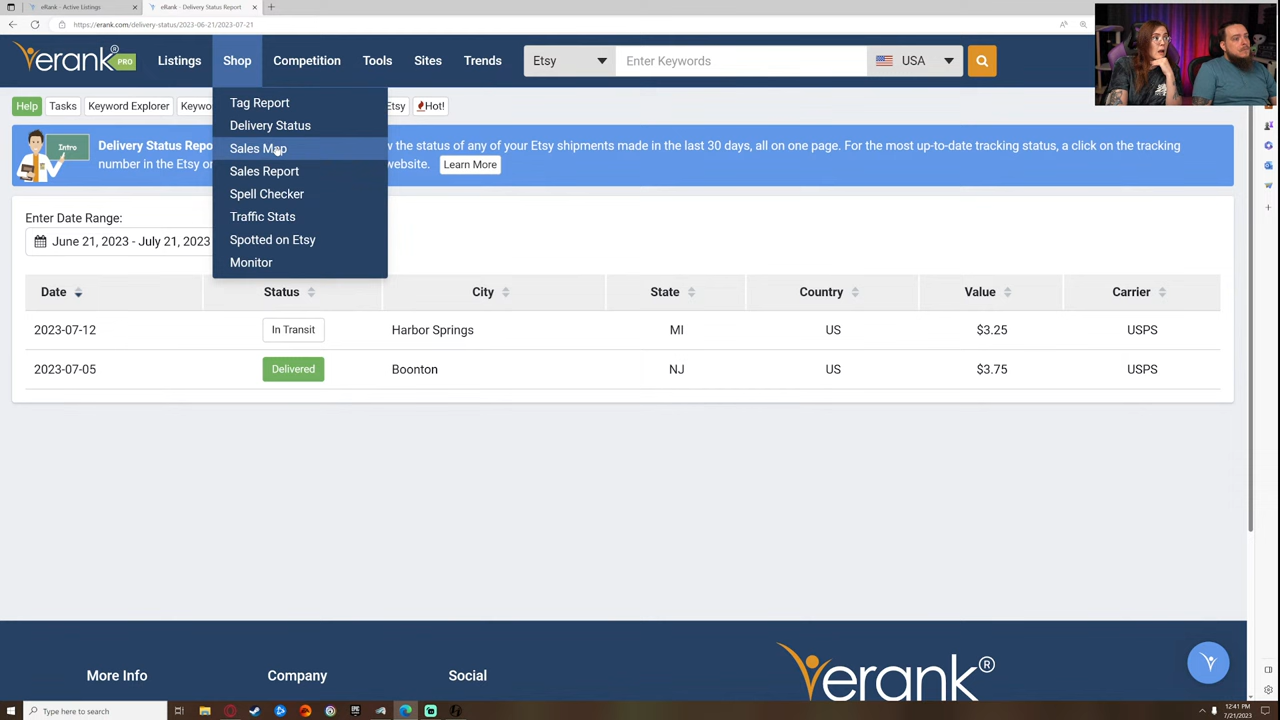 eRank - Active Listings
eRank - Delivery Status Report
https://erank.com/delivery-status/2023-06-21/2023-07-21
erank® PRO
Listings
Shop
Competition
Tools
Sites
Trends
Etsy
Enter Keywords
USA
Help
Tasks
Keyword Explorer
Keywo
Etsy
Hot!
Tag Report
Delivery Status
Sales Map
Sales Report
Spell Checker
Traffic Stats
Spotted on Etsy
Monitor
Intro
Delivery Status Repo
w the status of any of your Etsy shipments made in the last 30 days, all on one page. For the most up-to-date tracking status, a click on the tracking
number in the Etsy or
website.
Learn More
Enter Date Range:
June 21, 2023 - July 21, 2023
Date Status City State Country Value Carrier
2023-07-12 In Transit Harbor Springs MI US $3.25 USPS
2023-07-05 Delivered Boonton NJ US $3.75 USPS
More Info
Company
Social
erank®
Type here to search
12:41 PM
7/21/2023